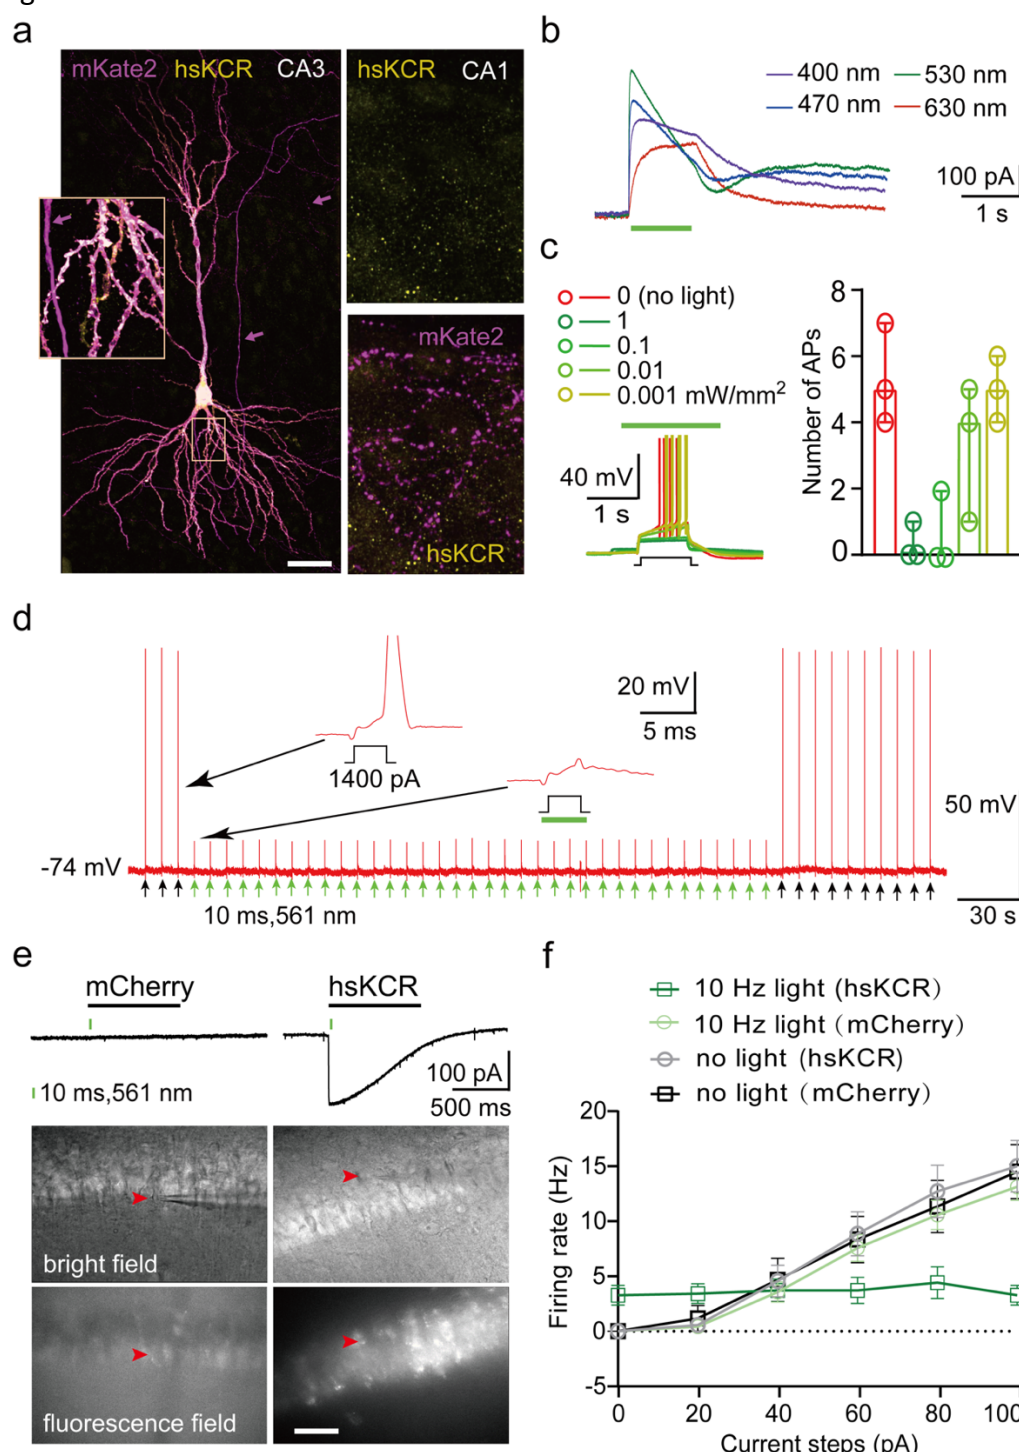 a
mKate2 hsKCR CA3
hsKCR CA1
mKate2
hsKCR
b
400 nm 530 nm
470 nm 630 nm
100 pA
1 s
c
0 (no light)
1
0.1
0.01
0.001 mW/mm²
40 mV
1 s
Number of APs
8
6
4
2
0
d
20 mV
5 ms
1400 pA
50 mV
-74 mV
10 ms,561 nm
30 s
e
mCherry hsKCR
10 ms,561 nm
100 pA
500 ms
bright field
fluorescence field
f
10 Hz light (hsKCR)
10 Hz light (mCherry)
no light (hsKCR)
no light (mCherry)
Firing rate (Hz)
20
15
10
5
0
-5
0 20 40 60 80 100
Current steps (pA)